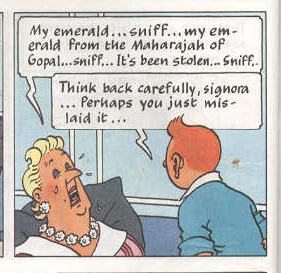 My emerald...sniff...my em-
erald from the Maharajah of
Gopal...sniff... It's been stolen... Sniff..
Think back carefully, signora
... Perhaps you just mis-
laid it...